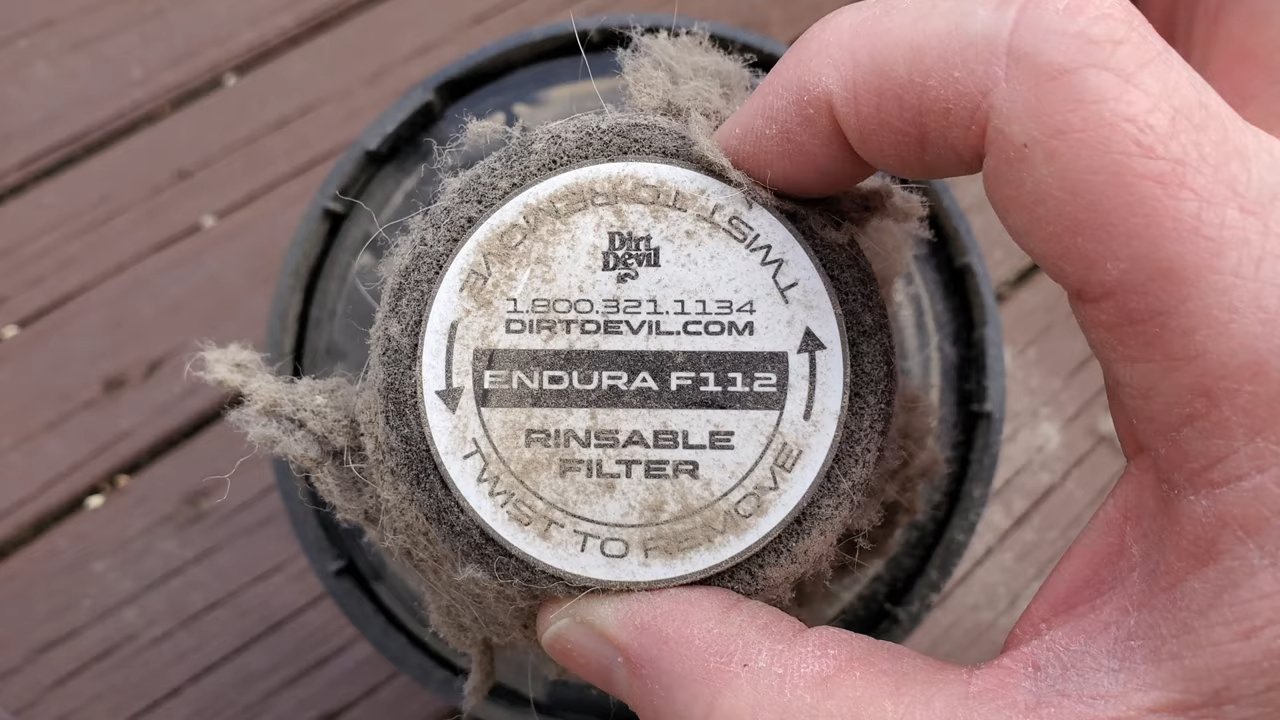 TWIST TO REMOVE
Dirt
Devil
1.800.321.1134
DIRTDEVIL.COM
ENDURA F112
RINSABLE
FILTER
TWIST TO REMOVE